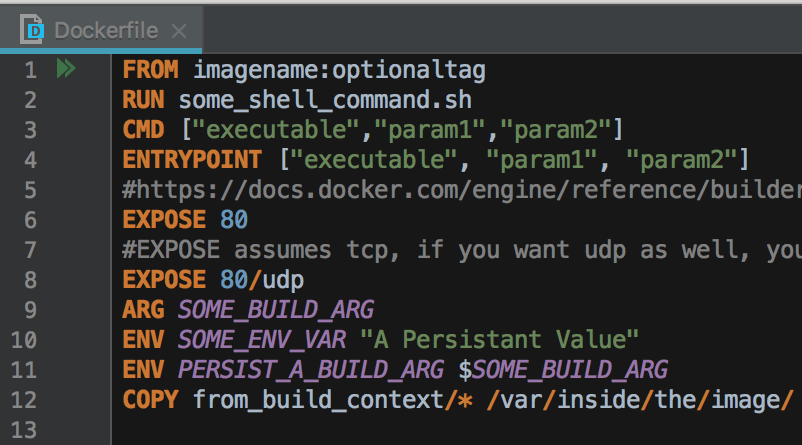 Dockerfile
1 FROM imagename:optionaltag
2 RUN some_shell_command.sh
3 CMD ["executable","param1","param2"]
4 ENTRYPOINT ["executable", "param1", "param2"]
5 #https://docs.docker.com/engine/reference/builder
6 EXPOSE 80
7 #EXPOSE assumes tcp, if you want udp as well, you
8 EXPOSE 80/udp
9 ARG SOME_BUILD_ARG
10 ENV SOME_ENV_VAR "A Persistant Value"
11 ENV PERSIST_A_BUILD_ARG $SOME_BUILD_ARG
12 COPY from_build_context/* /var/inside/the/image/
13